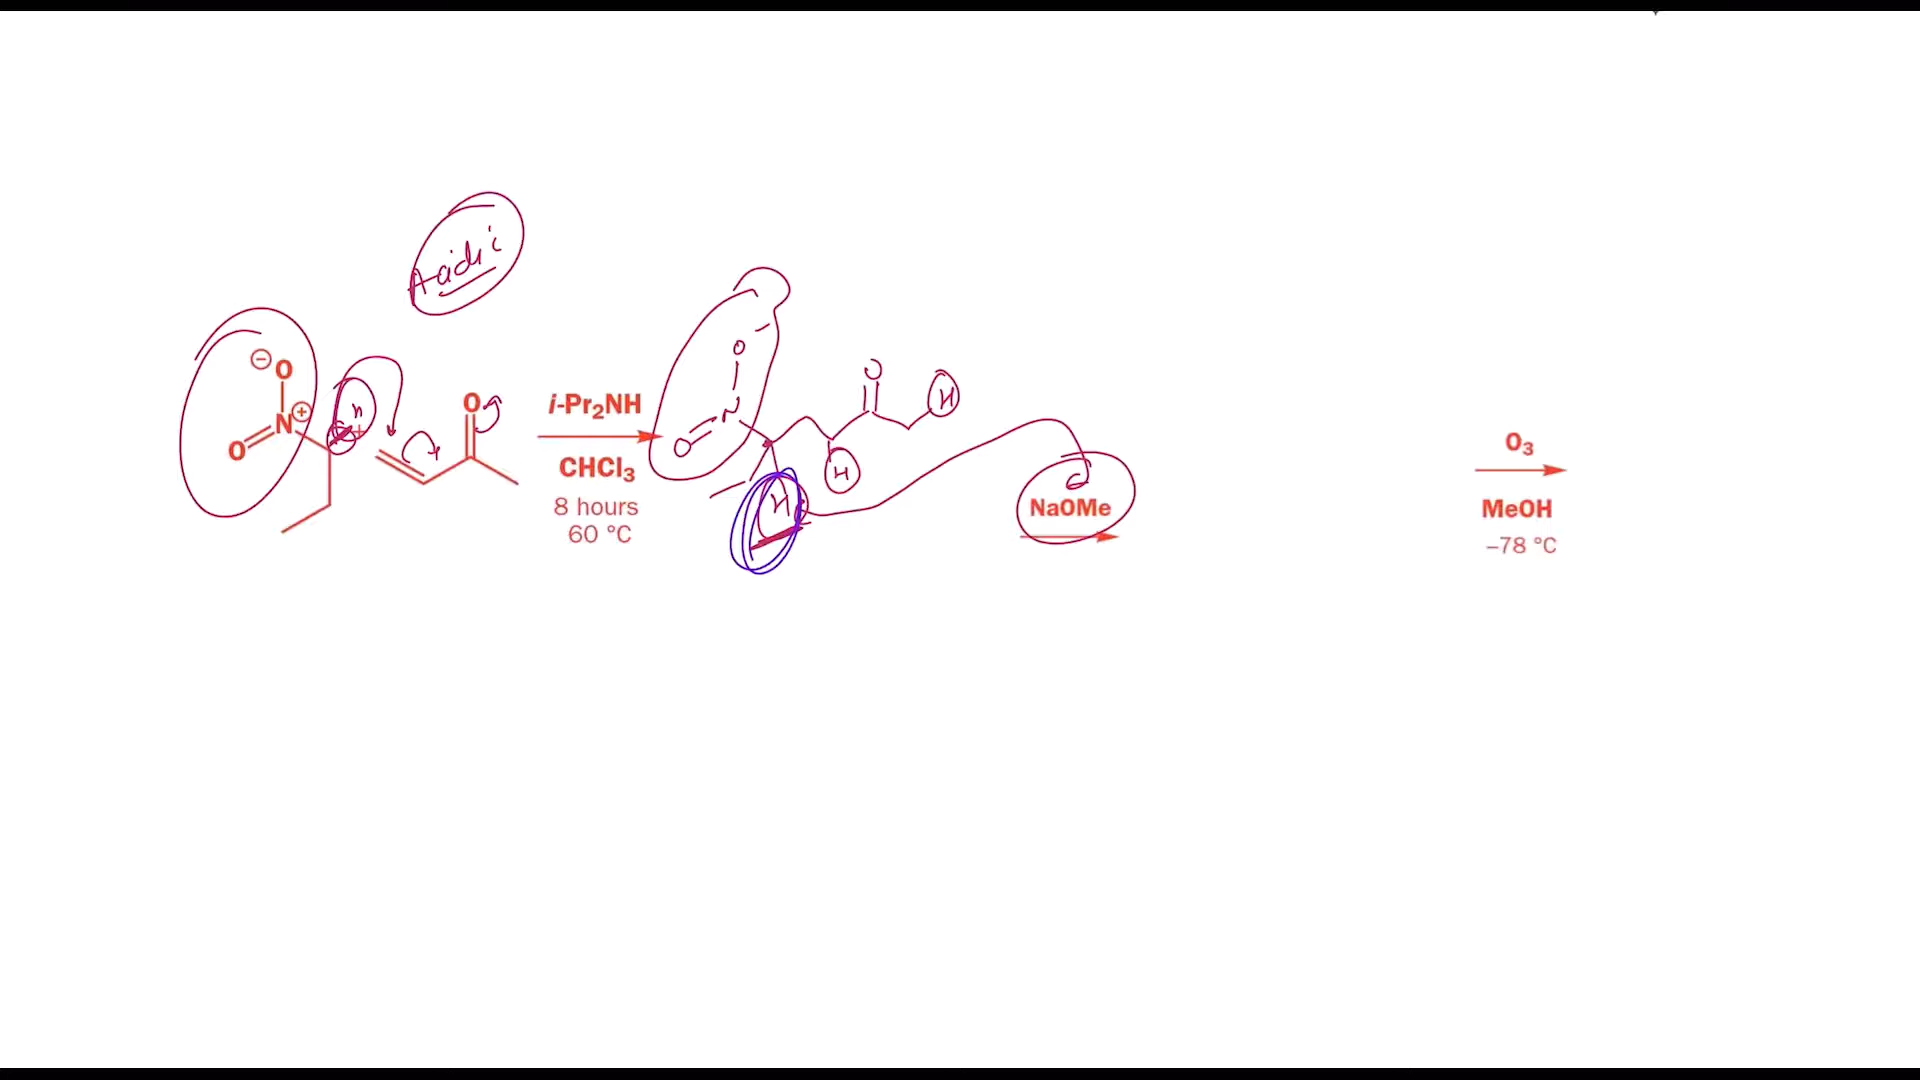 Acidic
⊖
O
N ⊕
O
H
+
O
i-Pr₂NH
CHCl₃
8 hours
60 °C
O⁻
N
O
O
H
H
H
NaOMe
O₃
MeOH
–78 °C